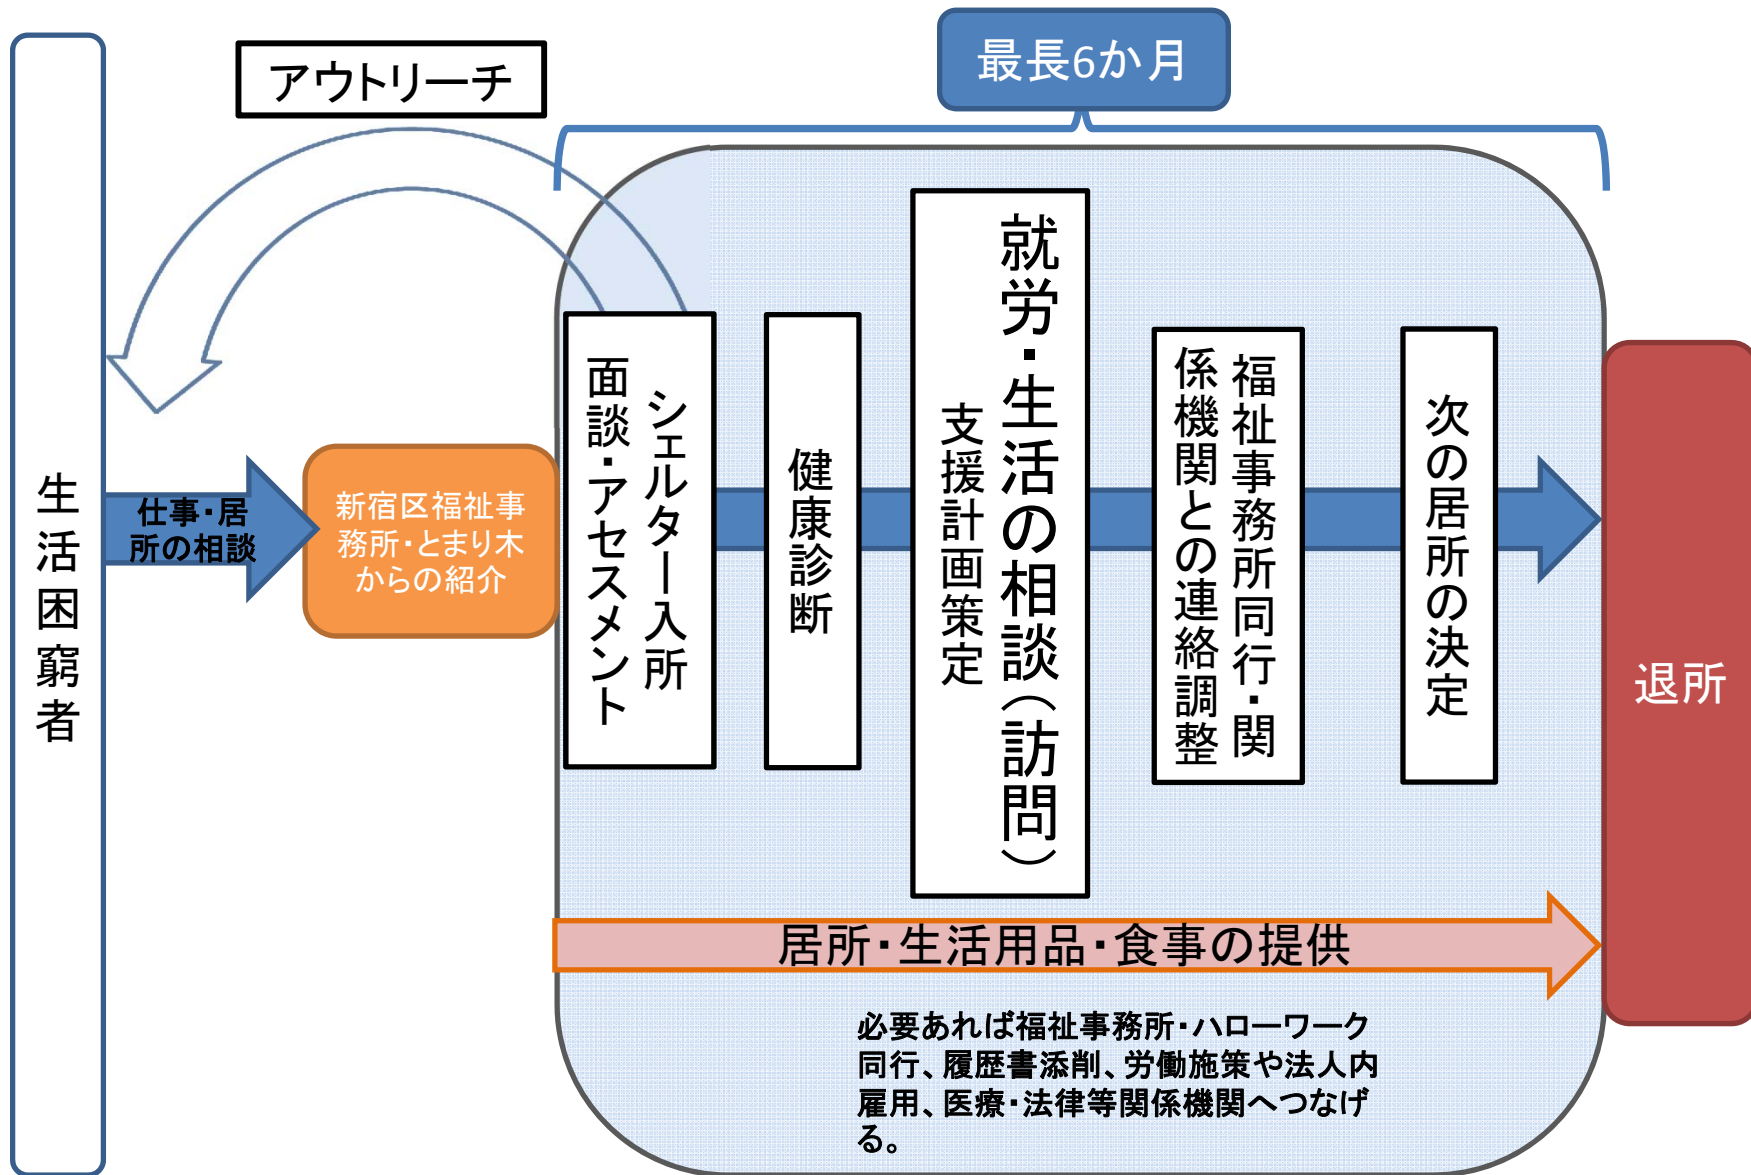 アウトリーチ
最長6か月
生活困窮者
仕事・居
所の相談
新宿区福祉事
務所・とまり木
からの紹介
シェルター入所
面談・アセスメント
健康診断
就労・生活の相談（訪問）
支援計画策定
福祉事務所同行・関
係機関との連絡調整
次の居所の決定
退所
居所・生活用品・食事の提供
必要あれば福祉事務所・ハローワーク
同行、履歴書添削、労働施策や法人内
雇用、医療・法律等関係機関へつなげ
る。